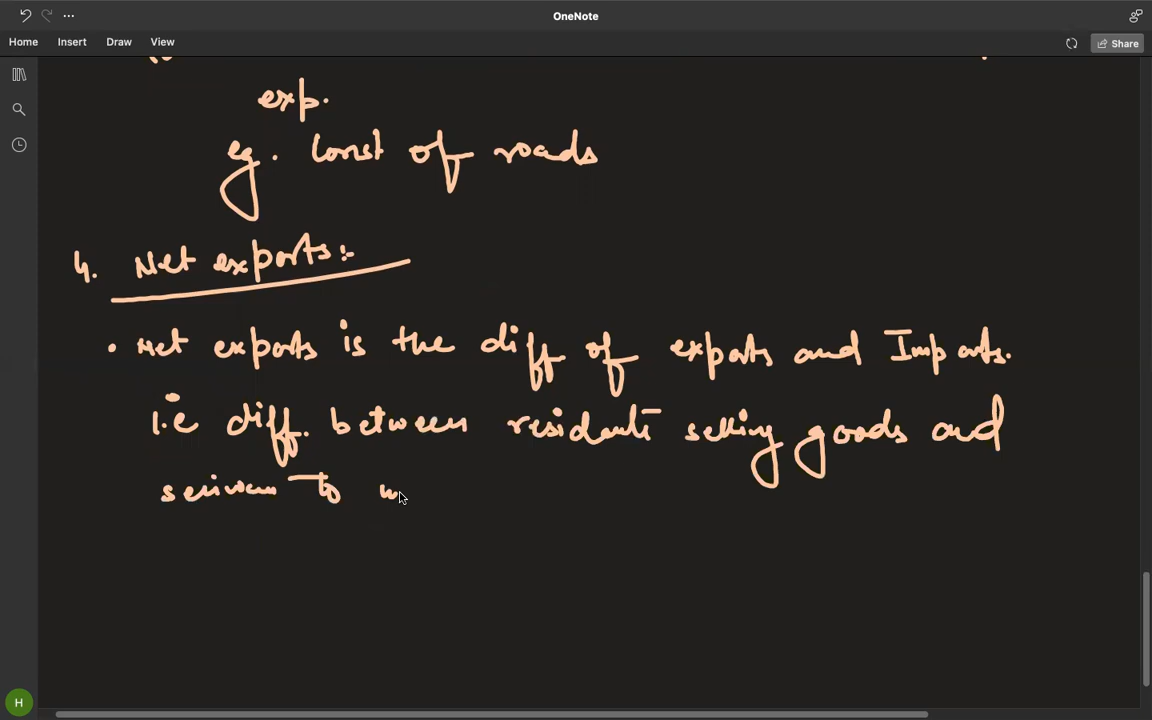 OneNote
Home Insert Draw View
Share
exp.
eg. Const of roads
4. Net exports:-
• Net exports is the diff of exports and Imports.
i.e diff. between residents selling goods and
to
H